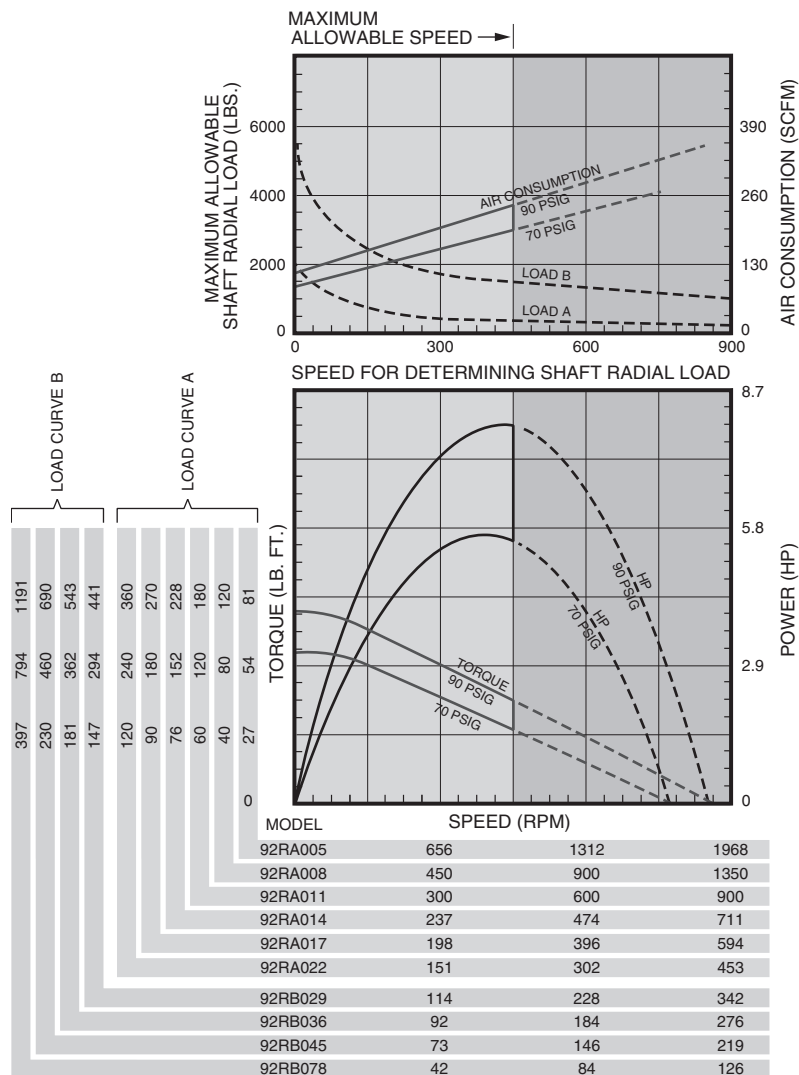 MAXIMUM
ALLOWABLE SPEED
MAXIMUM ALLOWABLE
SHAFT RADIAL LOAD (LBS.)
6000
4000
2000
0
AIR CONSUMPTION
90 PSIG
70 PSIG
LOAD B
LOAD A
390
260
130
0
AIR CONSUMPTION (SCFM)
0 300 600 900
SPEED FOR DETERMINING SHAFT RADIAL LOAD
LOAD CURVE B
LOAD CURVE A
1191 690 543 441 360 270 228 180 120 81
794 460 362 294 240 180 152 120 80 54
397 230 181 147 120 90 76 60 40 27
0
TORQUE (LB. FT.)
HP
90 PSIG
HP
70 PSIG
TORQUE
90 PSIG
70 PSIG
8.7
5.8
2.9
0
POWER (HP)
MODEL SPEED (RPM)
92RA005 656 1312 1968
92RA008 450 900 1350
92RA011 300 600 900
92RA014 237 474 711
92RA017 198 396 594
92RA022 151 302 453
92RB029 114 228 342
92RB036 92 184 276
92RB045 73 146 219
92RB078 42 84 126